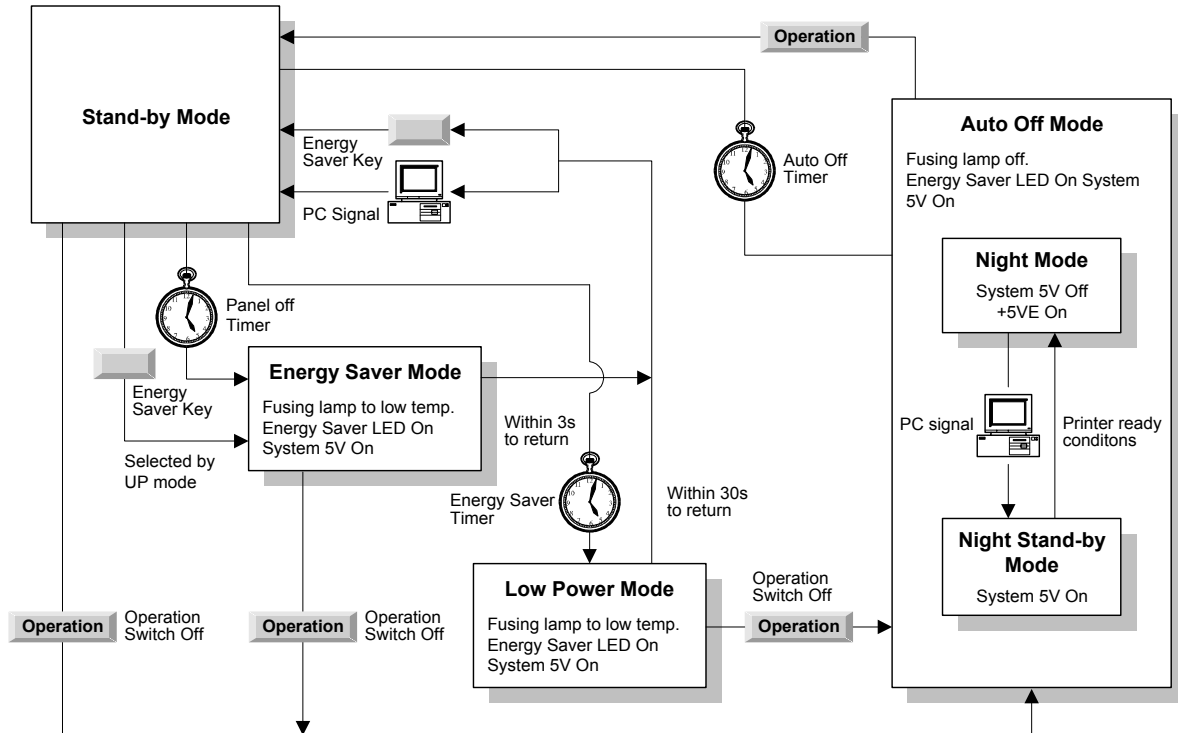 Operation
Stand-by Mode
Energy
Saver Key
PC Signal
Auto Off
Timer
Auto Off Mode
Fusing lamp off.
Energy Saver LED On System
5V On
Night Mode
System 5V Off
+5VE On
PC signal
Printer ready
conditons
Night Stand-by
Mode
System 5V On
Panel off
Timer
Energy
Saver Key
Selected by
UP mode
Energy Saver Mode
Fusing lamp to low temp.
Energy Saver LED On
System 5V On
Within 3s
to return
Energy Saver
Timer
Within 30s
to return
Low Power Mode
Fusing lamp to low temp.
Energy Saver LED On
System 5V On
Operation
Switch Off
Operation
Operation
Operation
Switch Off
Operation
Operation
Switch Off